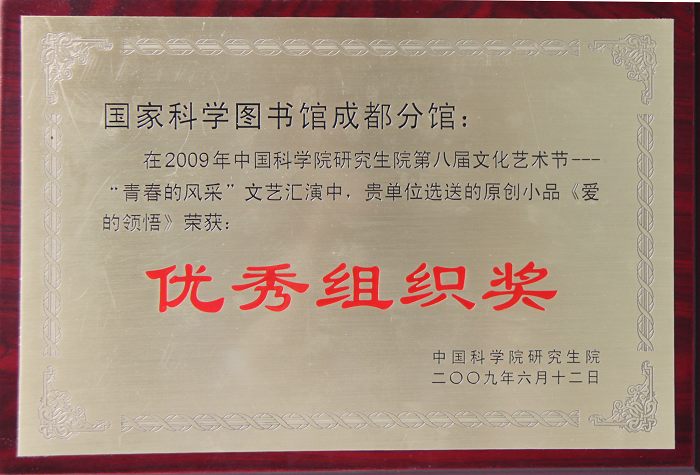 国家科学图书馆成都分馆：
在2009年中国科学院研究生院第八届文化艺术节---
“青春的风采”文艺汇演中，贵单位选送的原创小品《爱
的领悟》荣获：
优秀组织奖
中国科学院研究生院
二〇〇九年六月十二日